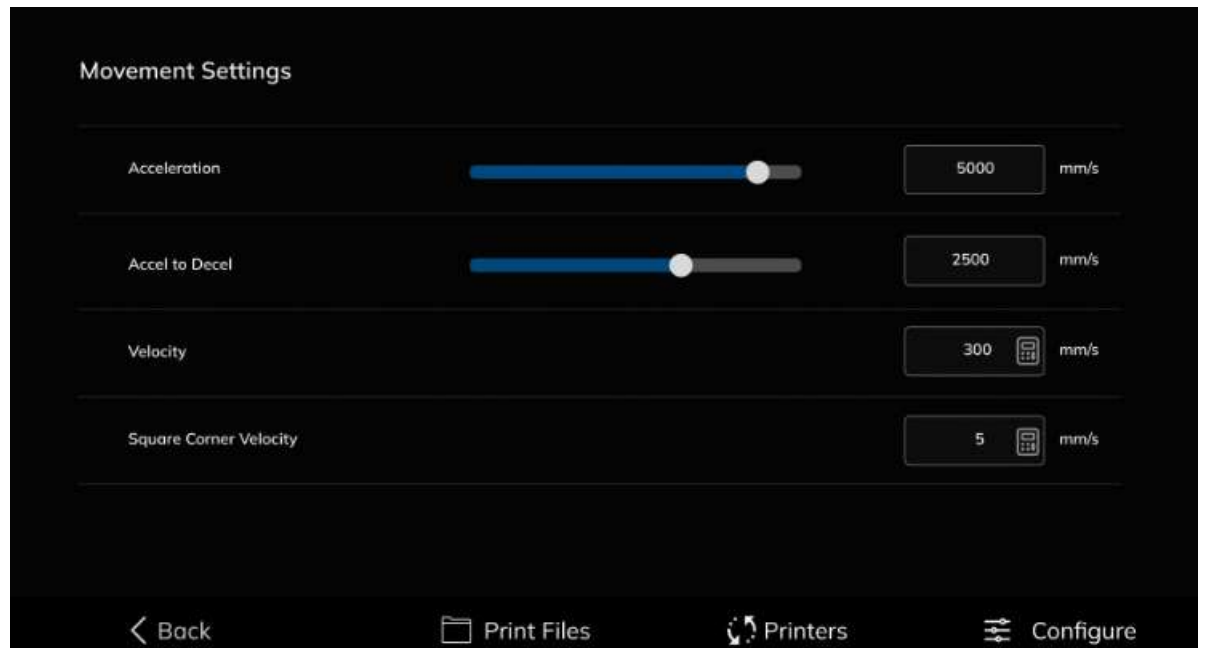 Movement Settings
Acceleration 5000 mm/s
Accel to Decel 2500 mm/s
Velocity 300 mm/s
Square Corner Velocity 5 mm/s
Back Print Files Printers Configure